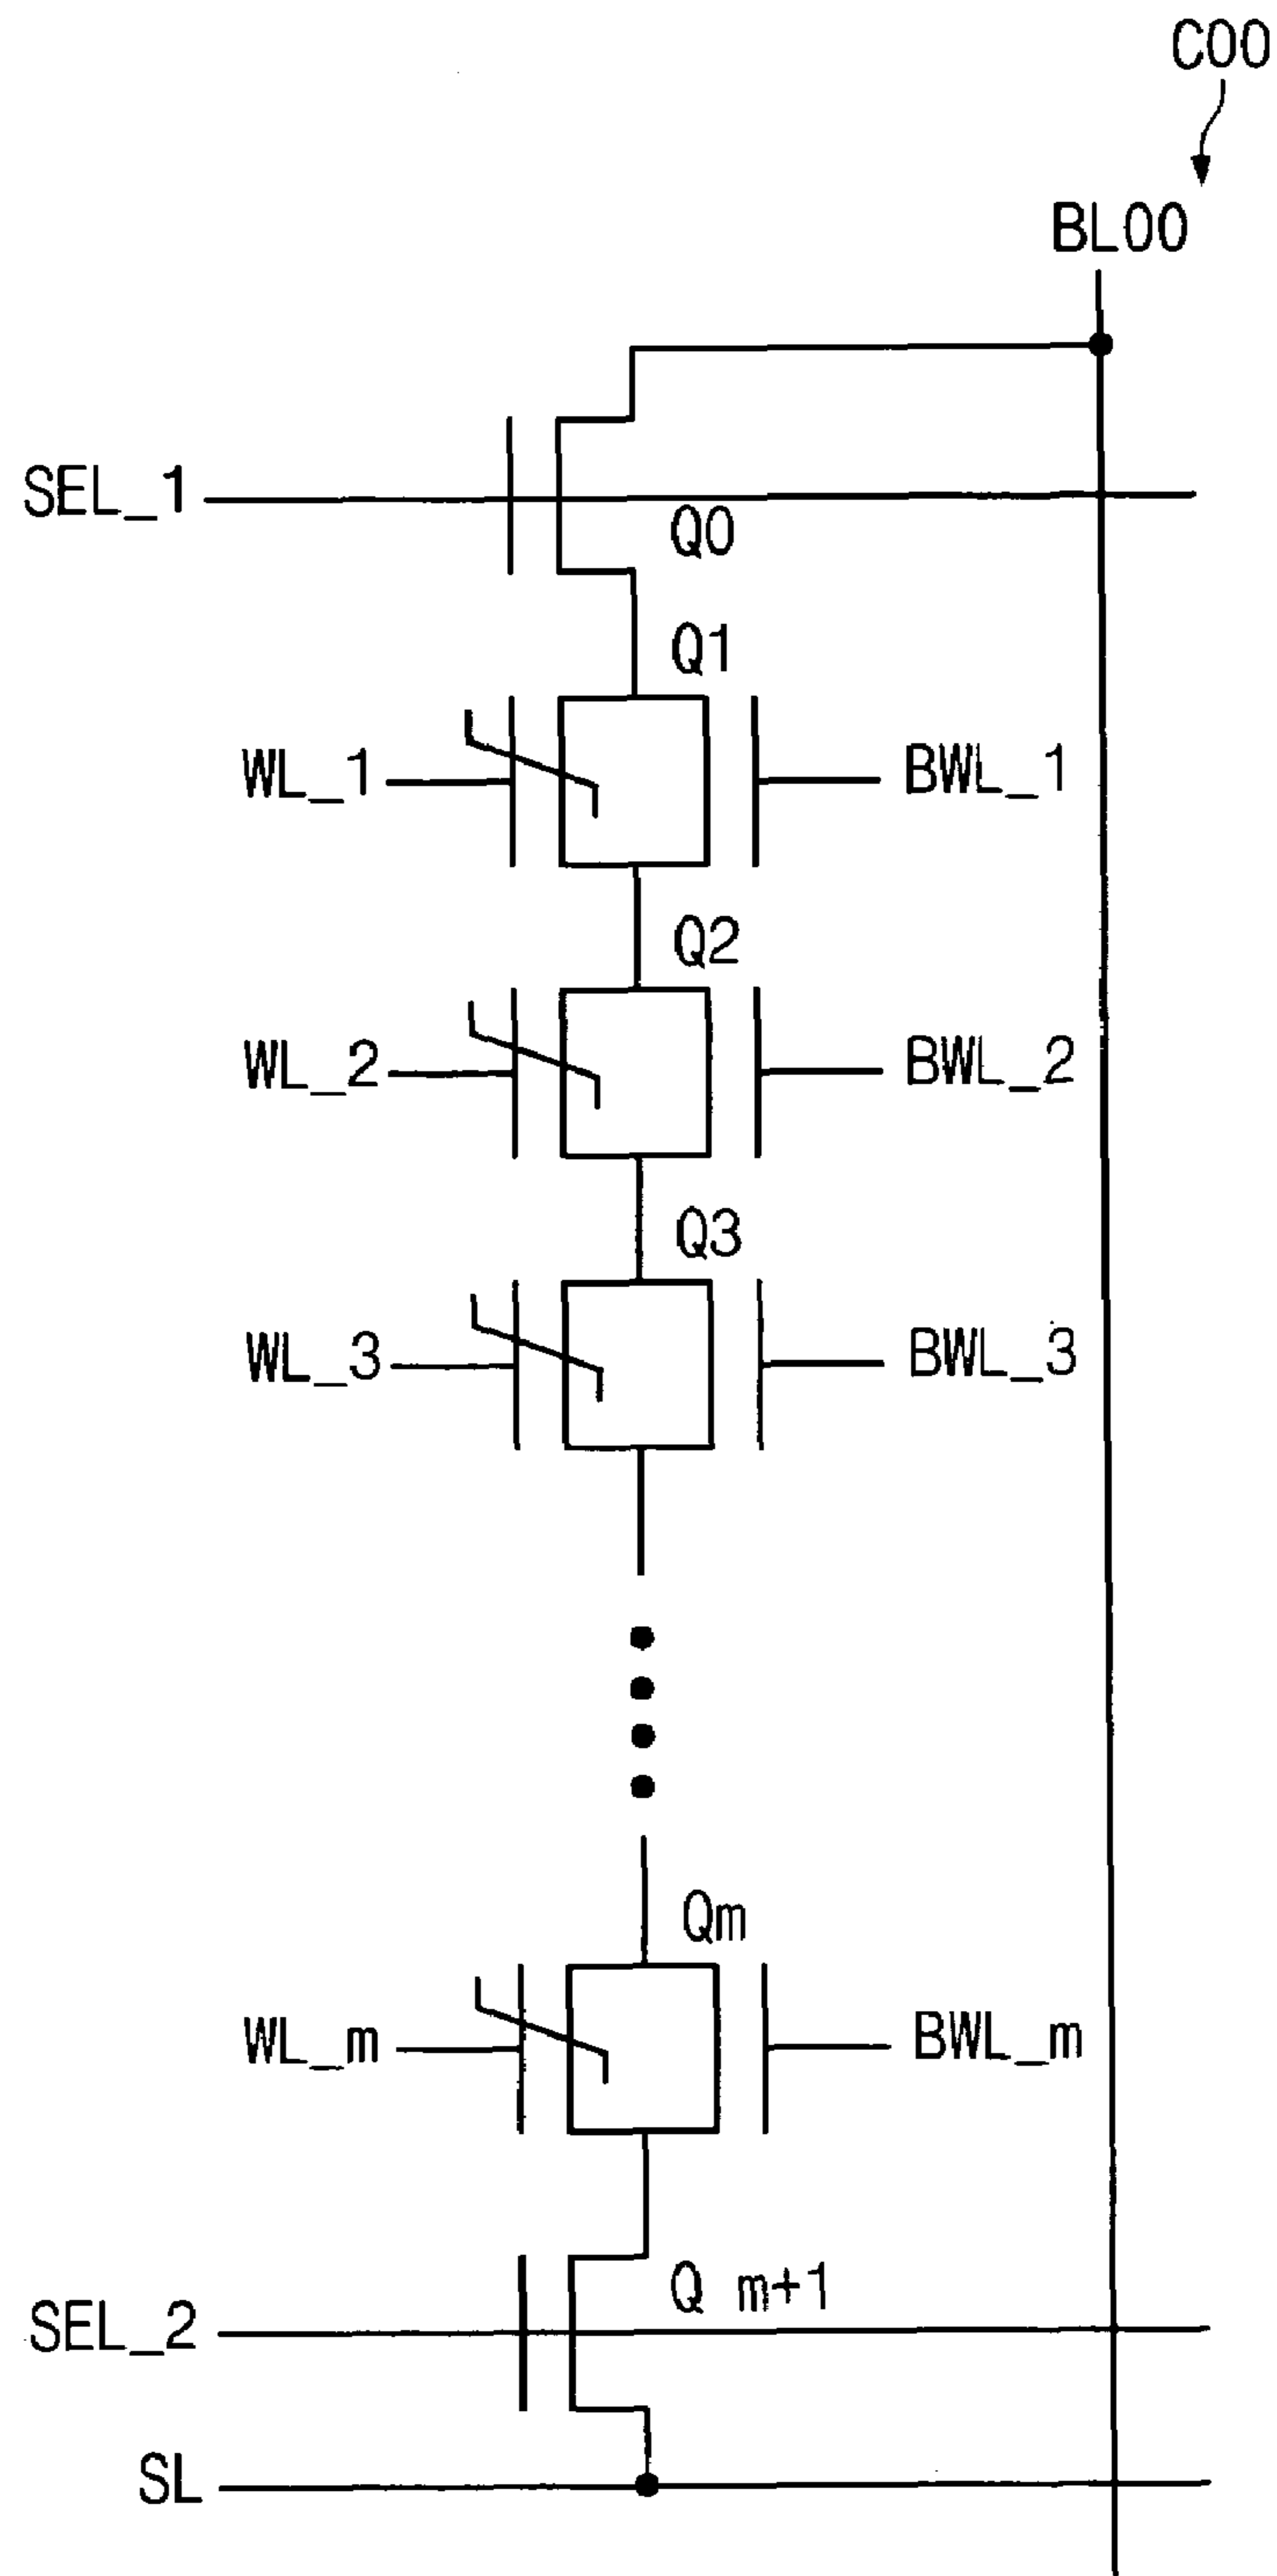 C00
BL00
SEL_1
Q0
Q1
WL_1 BWL_1
Q2
WL_2 BWL_2
Q3
WL_3 BWL_3
Qm
WL_m BWL_m
Q m+1
SEL_2
SL